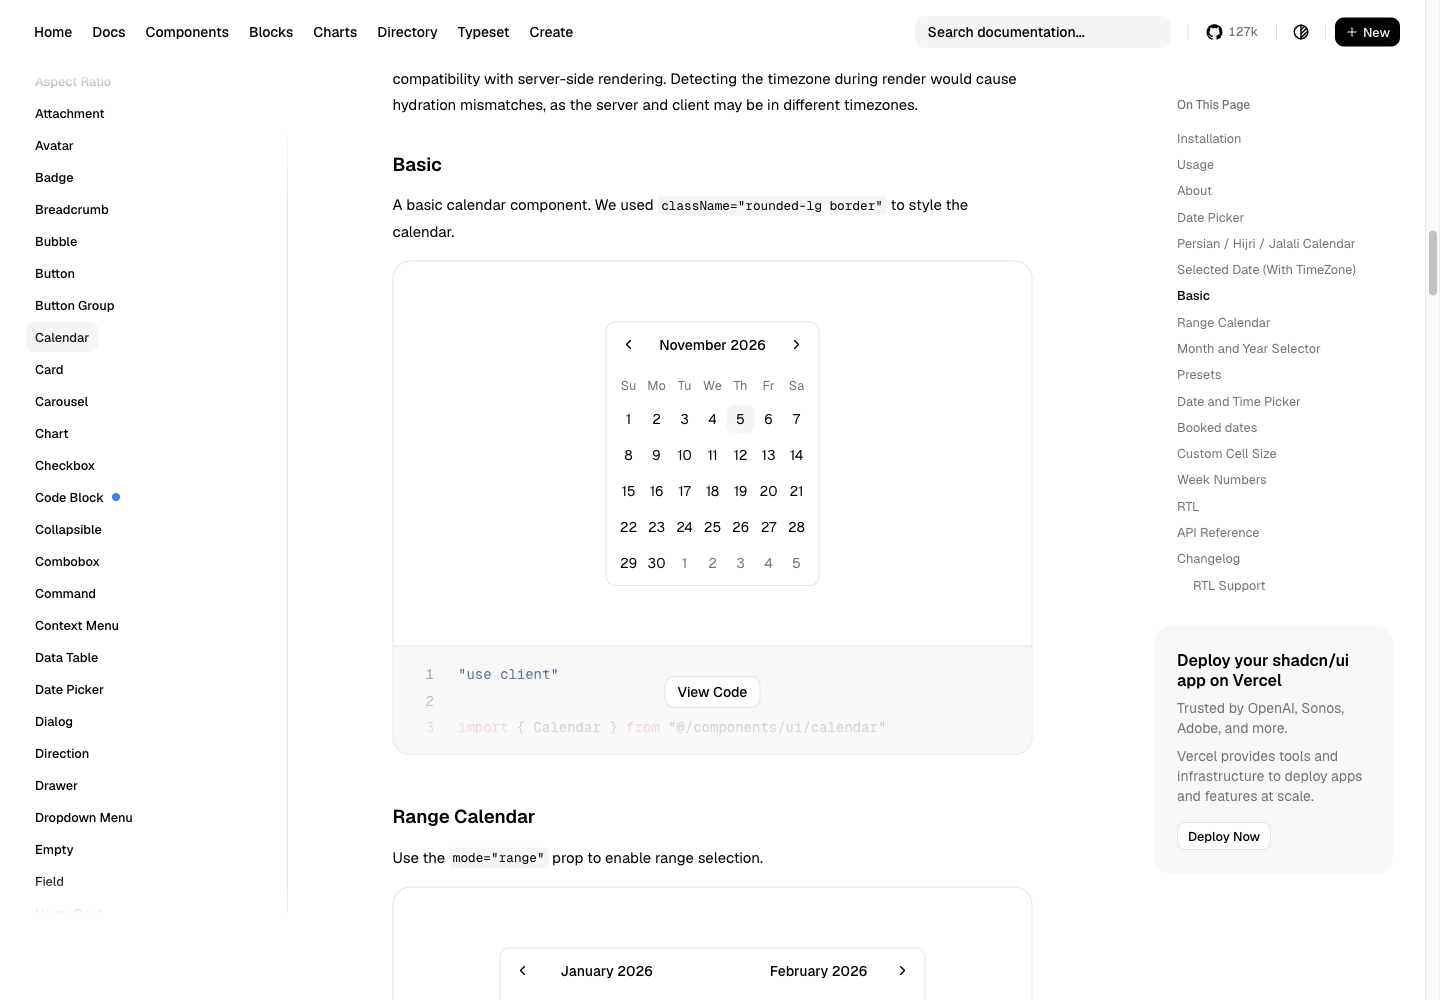 Home Docs Components Blocks Charts Directory Typeset Create Search documentation... 127k New
Aspect Ratio
Attachment
Avatar
Badge
Breadcrumb
Bubble
Button
Button Group
Calendar
Card
Carousel
Chart
Checkbox
Code Block
Collapsible
Combobox
Command
Context Menu
Data Table
Date Picker
Dialog
Direction
Drawer
Dropdown Menu
Empty
Field
compatibility with server-side rendering. Detecting the timezone during render would cause
hydration mismatches, as the server and client may be in different timezones.
Basic
A basic calendar component. We used className="rounded-lg border" to style the
calendar.
November 2026
Su Mo Tu We Th Fr Sa
1 2 3 4 5 6 7
8 9 10 11 12 13 14
15 16 17 18 19 20 21
22 23 24 25 26 27 28
29 30 1 2 3 4 5
1 "use client"
2
View Code
3 import { Calendar } from "@/components/ui/calendar"
Range Calendar
Use the mode="range" prop to enable range selection.
January 2026 February 2026
On This Page
Installation
Usage
About
Date Picker
Persian / Hijri / Jalali Calendar
Selected Date (With TimeZone)
Basic
Range Calendar
Month and Year Selector
Presets
Date and Time Picker
Booked dates
Custom Cell Size
Week Numbers
RTL
API Reference
Changelog
RTL Support
Deploy your shadcn/ui
app on Vercel
Trusted by OpenAI, Sonos,
Adobe, and more.
Vercel provides tools and
infrastructure to deploy apps
and features at scale.
Deploy Now